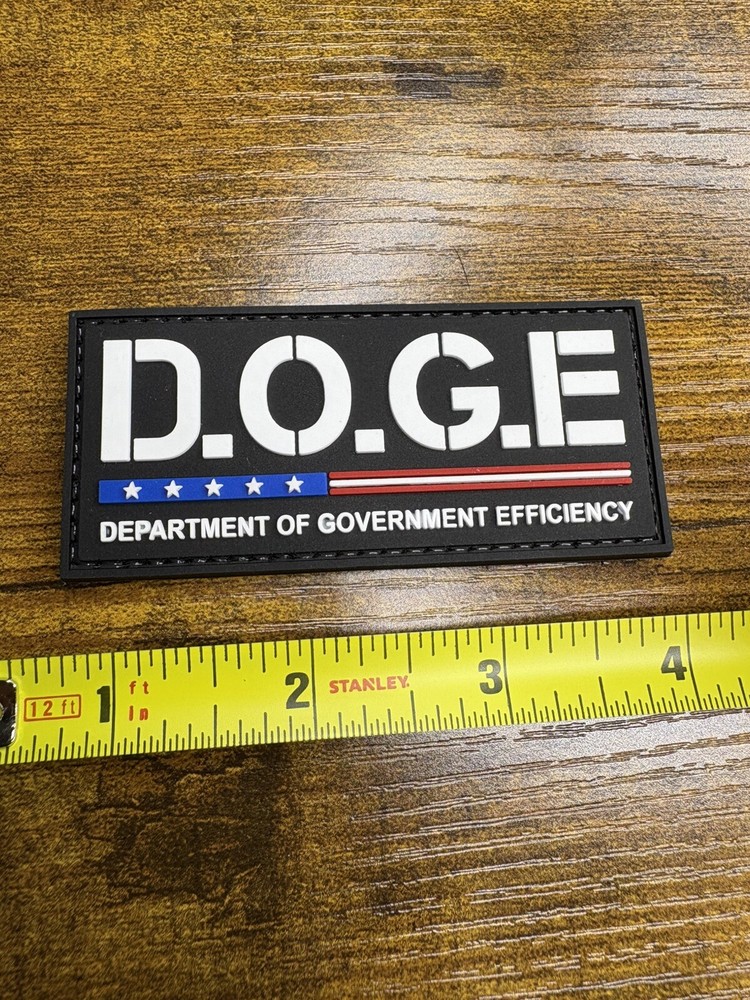 D.O.G.E
DEPARTMENT OF GOVERNMENT EFFICIENCY
12 ft 1 ft in 2 STANLEY. 3 4